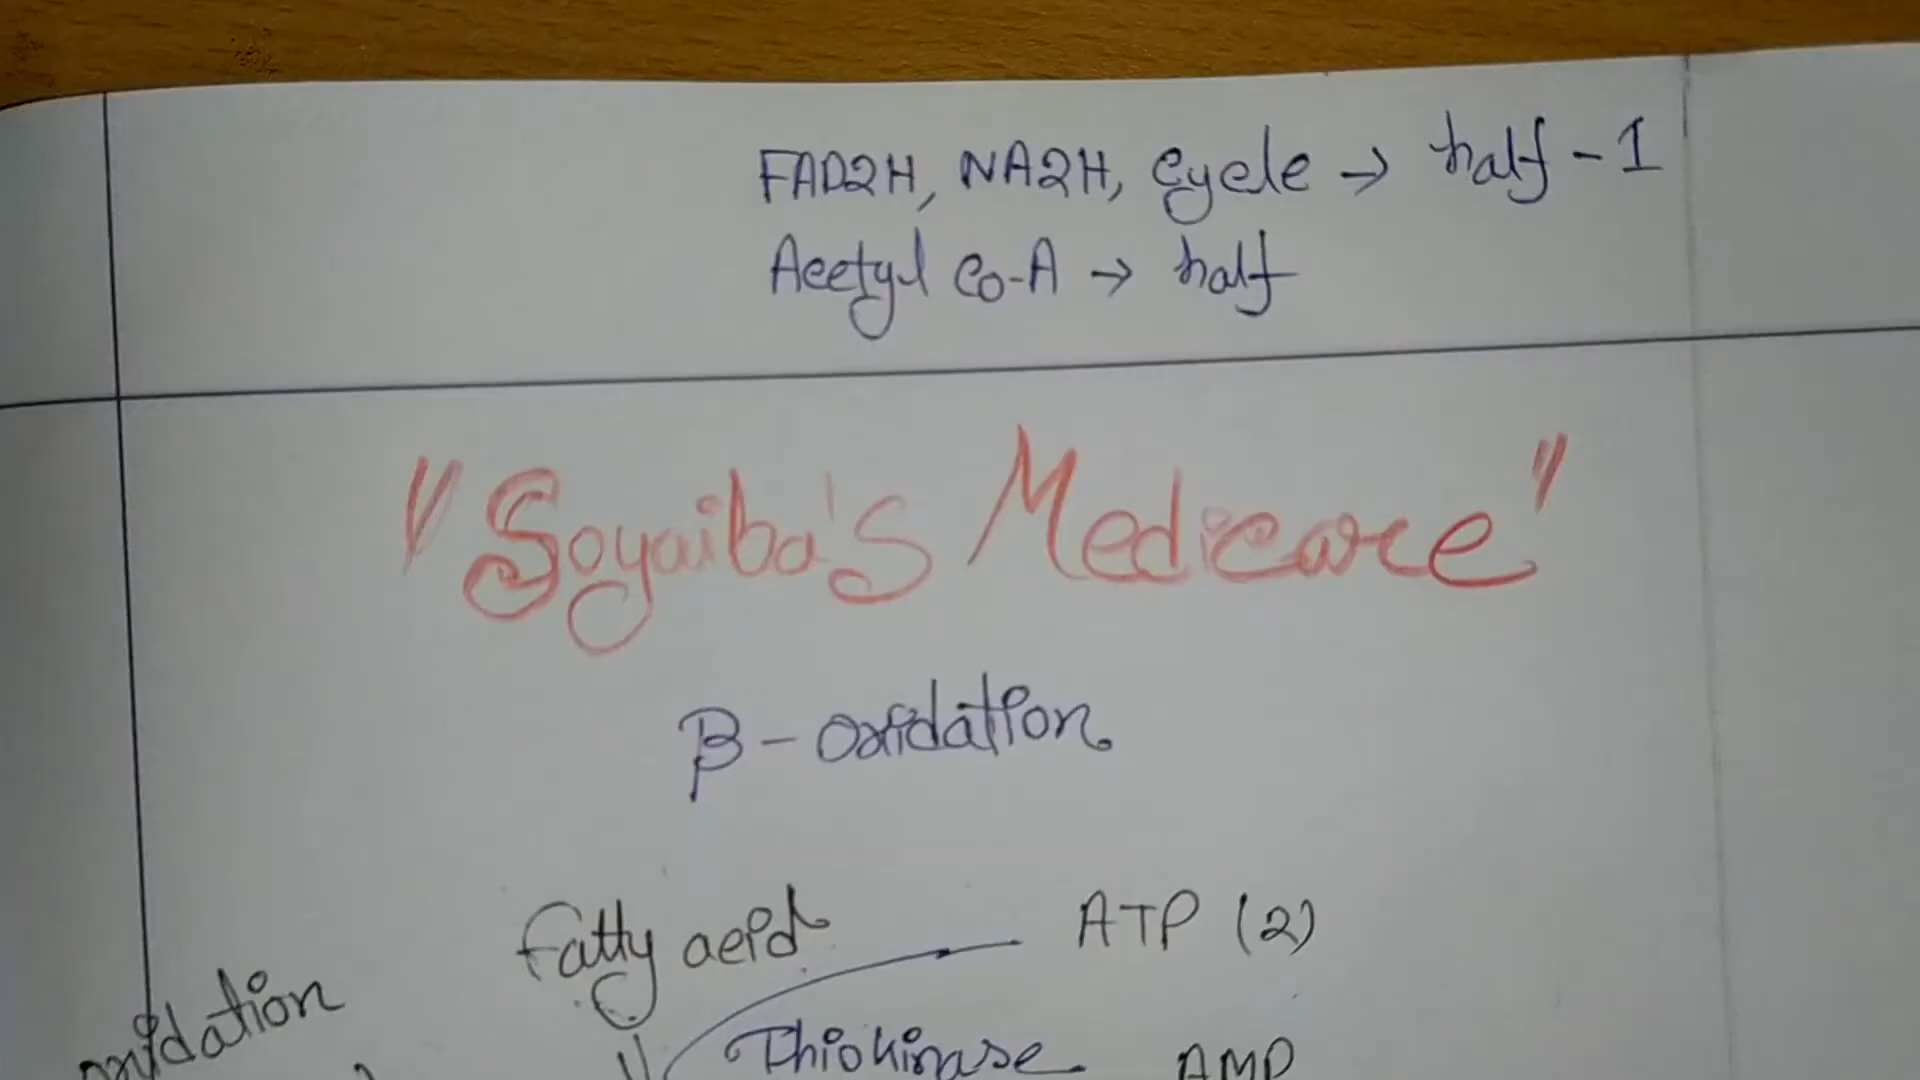 FAD2H, NA2H, Cycle → half - 1
Acetyl Co-A → half
"Soyaiba's Medicare"
β - oxidation
Fatty acid
ATP (2)
oxidation
Thiokinase
AMP